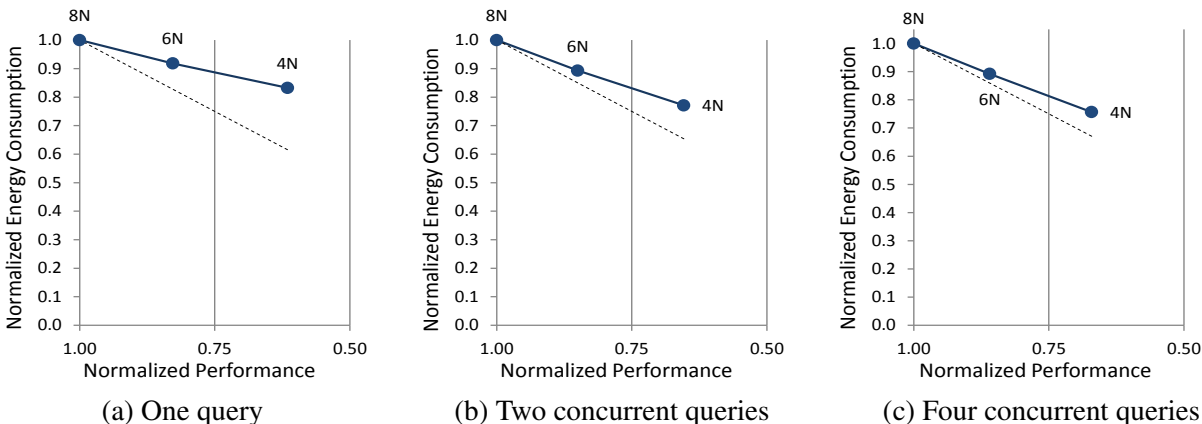 8N
6N
4N
1.0
0.9
0.8
0.7
0.6
0.5
0.4
0.3
0.2
0.1
0.0
Normalized Energy Consumption
1.00
0.75
0.50
Normalized Performance
(a) One query
8N
6N
4N
1.0
0.9
0.8
0.7
0.6
0.5
0.4
0.3
0.2
0.1
0.0
Normalized Energy Consumption
1.00
0.75
0.50
Normalized Performance
(b) Two concurrent queries
8N
6N
4N
1.0
0.9
0.8
0.7
0.6
0.5
0.4
0.3
0.2
0.1
0.0
Normalized Energy Consumption
1.00
0.75
0.50
Normalized Performance
(c) Four concurrent queries